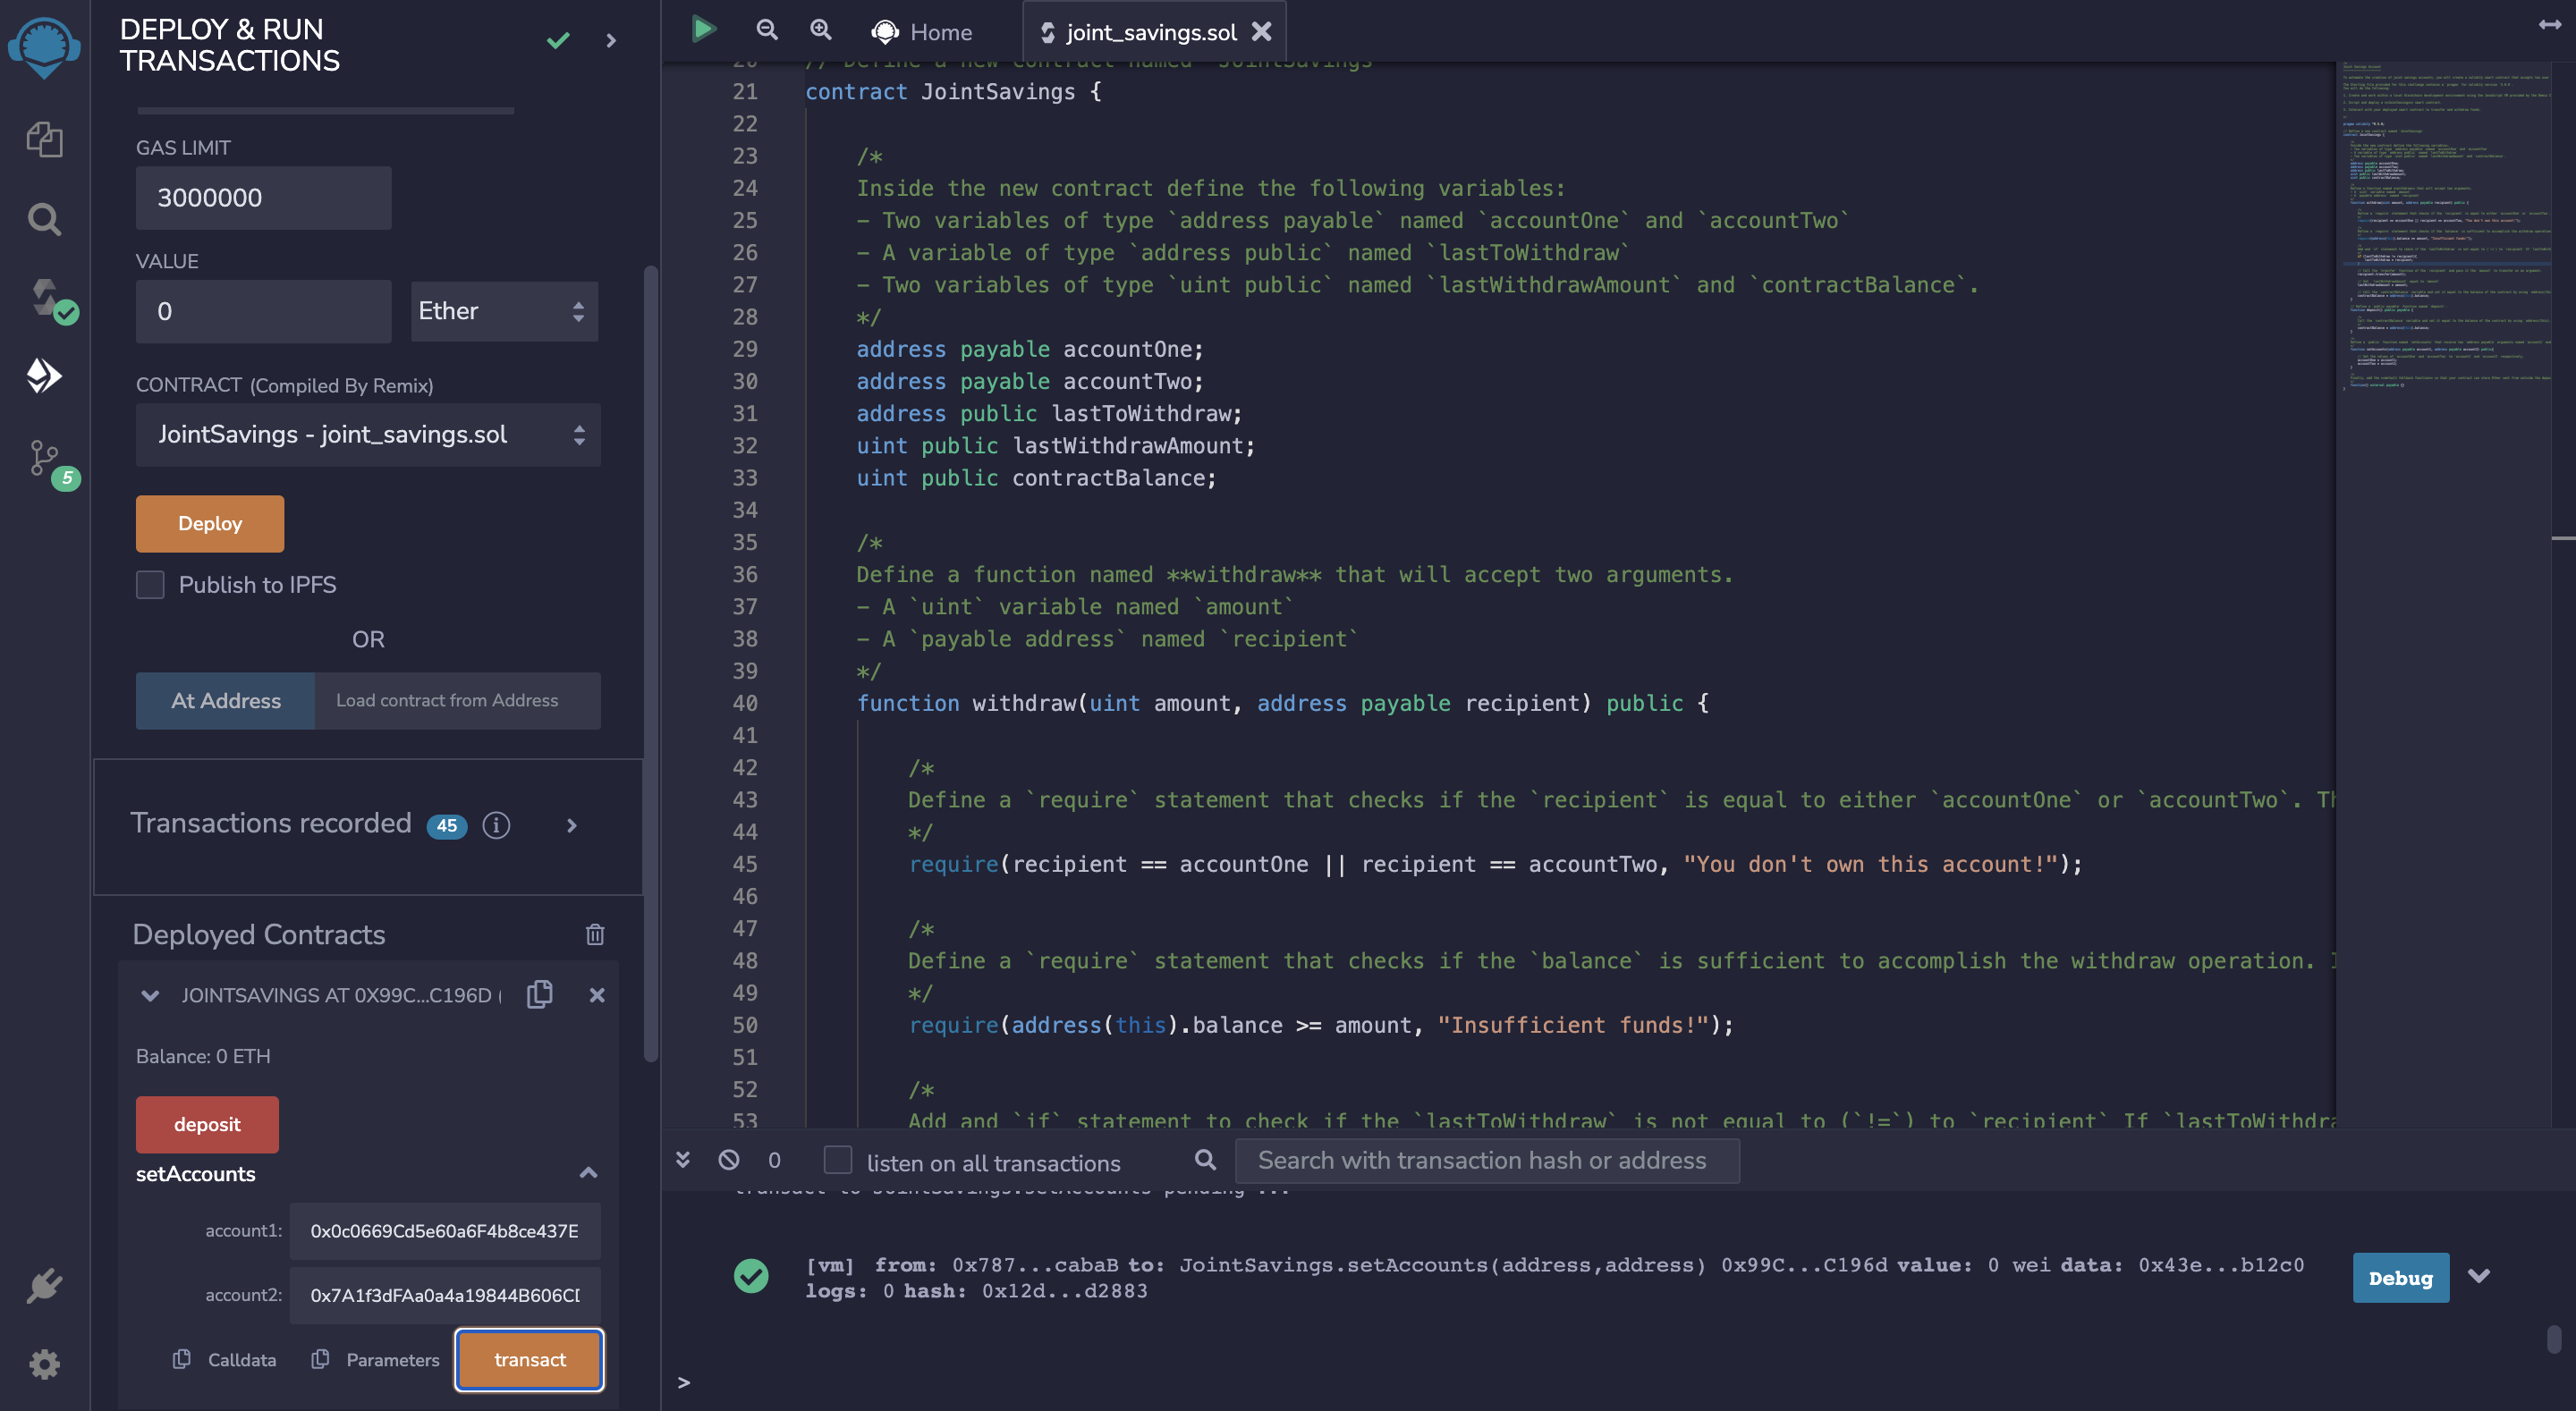 DEPLOY & RUN
TRANSACTIONS
GAS LIMIT
3000000
VALUE
0
Ether
CONTRACT (Compiled By Remix)
JointSavings - joint_savings.sol
5
Deploy
Publish to IPFS
OR
At Address
Load contract from Address
Transactions recorded 45 i
Deployed Contracts
JOINTSAVINGS AT 0X99C...C196D (
Balance: 0 ETH
deposit
setAccounts
account1: 0x0c0669Cd5e60a6F4b8ce437E
account2: 0x7A1f3dFAa0a4a19844B606CD
Calldata Parameters transact
Home
joint_savings.sol
20 // Define a new contract named `JointSavings`
21 contract JointSavings {
22
23 /*
24 Inside the new contract define the following variables:
25 - Two variables of type `address payable` named `accountOne` and `accountTwo`
26 - A variable of type `address public` named `lastToWithdraw`
27 - Two variables of type `uint public` named `lastWithdrawAmount` and `contractBalance`.
28 */
29 address payable accountOne;
30 address payable accountTwo;
31 address public lastToWithdraw;
32 uint public lastWithdrawAmount;
33 uint public contractBalance;
34
35 /*
36 Define a function named **withdraw** that will accept two arguments.
37 - A `uint` variable named `amount`
38 - A `payable address` named `recipient`
39 */
40 function withdraw(uint amount, address payable recipient) public {
41
42 /*
43 Define a `require` statement that checks if the `recipient` is equal to either `accountOne` or `accountTwo`. Th
44 */
45 require(recipient == accountOne || recipient == accountTwo, "You don't own this account!");
46
47 /*
48 Define a `require` statement that checks if the `balance` is sufficient to accomplish the withdraw operation. I
49 */
50 require(address(this).balance >= amount, "Insufficient funds!");
51
52 /*
53 Add and `if` statement to check if the `lastToWithdraw` is not equal to (`!=`) to `recipient` If `lastToWithdra
0
listen on all transactions
Search with transaction hash or address
transact to JointSavings.setAccounts pending ...
[vm] from: 0x787...cabaB to: JointSavings.setAccounts(address,address) 0x99C...C196d value: 0 wei data: 0x43e...b12c0
logs: 0 hash: 0x12d...d2883
Debug
>